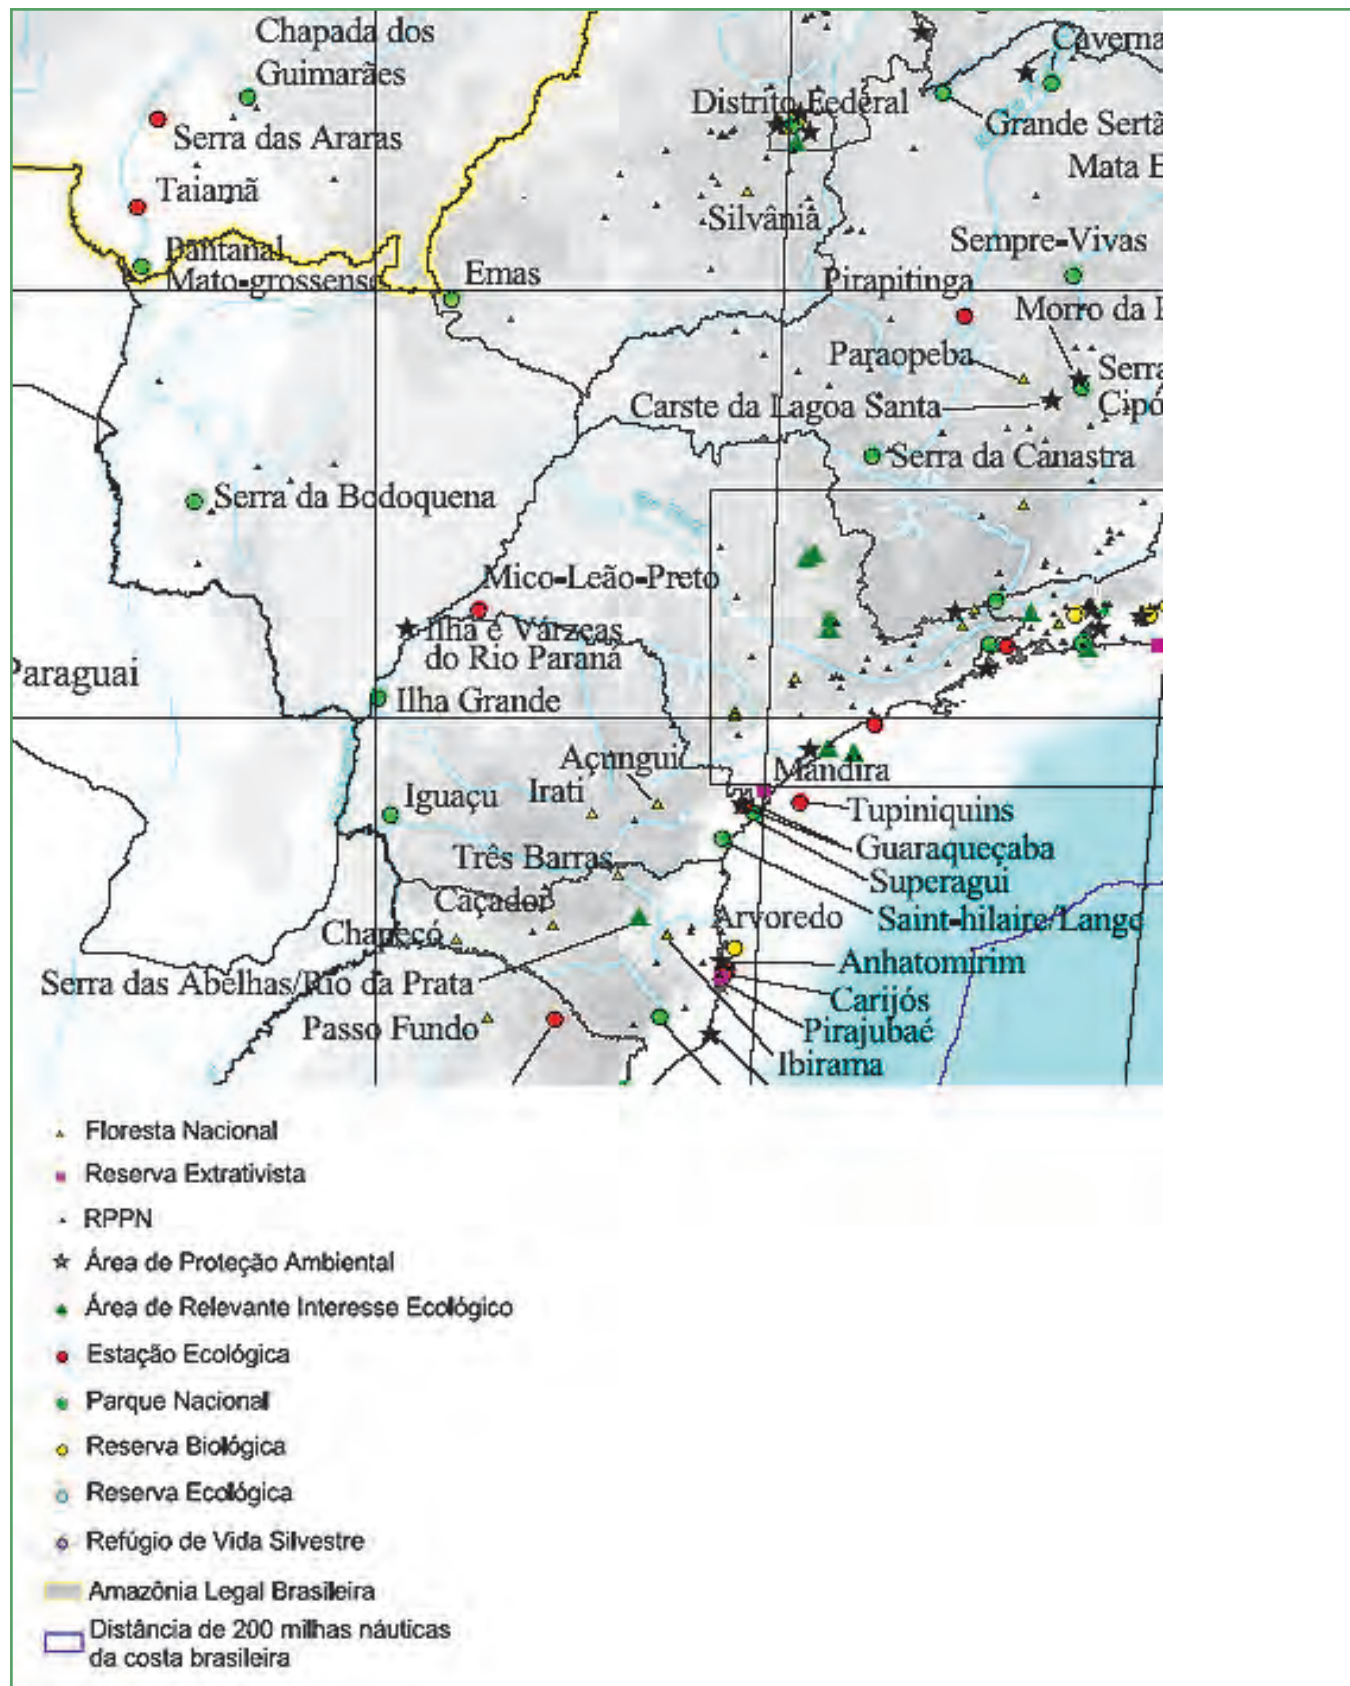 Chapada dos
Guimarães
Caverna
Distrito Federal
Grande Sertã
Serra das Araras
Mata
Taiamã
Silvânia
Sempre-Vivas
Pantanal
Mato-grossense
Emas
Pirapitinga
Morro da
Paraopeba
Serra
Carste da Lagoa Santa
Cipó
Serra da Canastra
Serra da Bodoquena
Mico-Leão-Preto
Ilha e Várzeas
do Rio Paraná
Paraguai
Ilha Grande
Açungui
Mandira
Iguaçu
Irati
Tupiniquins
Guaraqueçaba
Três Barras
Superagui
Caçador
Arvoredo
Saint-hilaire/Lange
Chapecó
Anhatomirim
Serra das Abelhas/Rio da Prata
Carijós
Passo Fundo
Pirajubaé
Ibirama
Floresta Nacional
Reserva Extrativista
RPPN
Área de Proteção Ambiental
Área de Relevante Interesse Ecológico
Estação Ecológica
Parque Nacional
Reserva Biológica
Reserva Ecológica
Refúgio de Vida Silvestre
Amazônia Legal Brasileira
Distância de 200 milhas náuticas
da costa brasileira